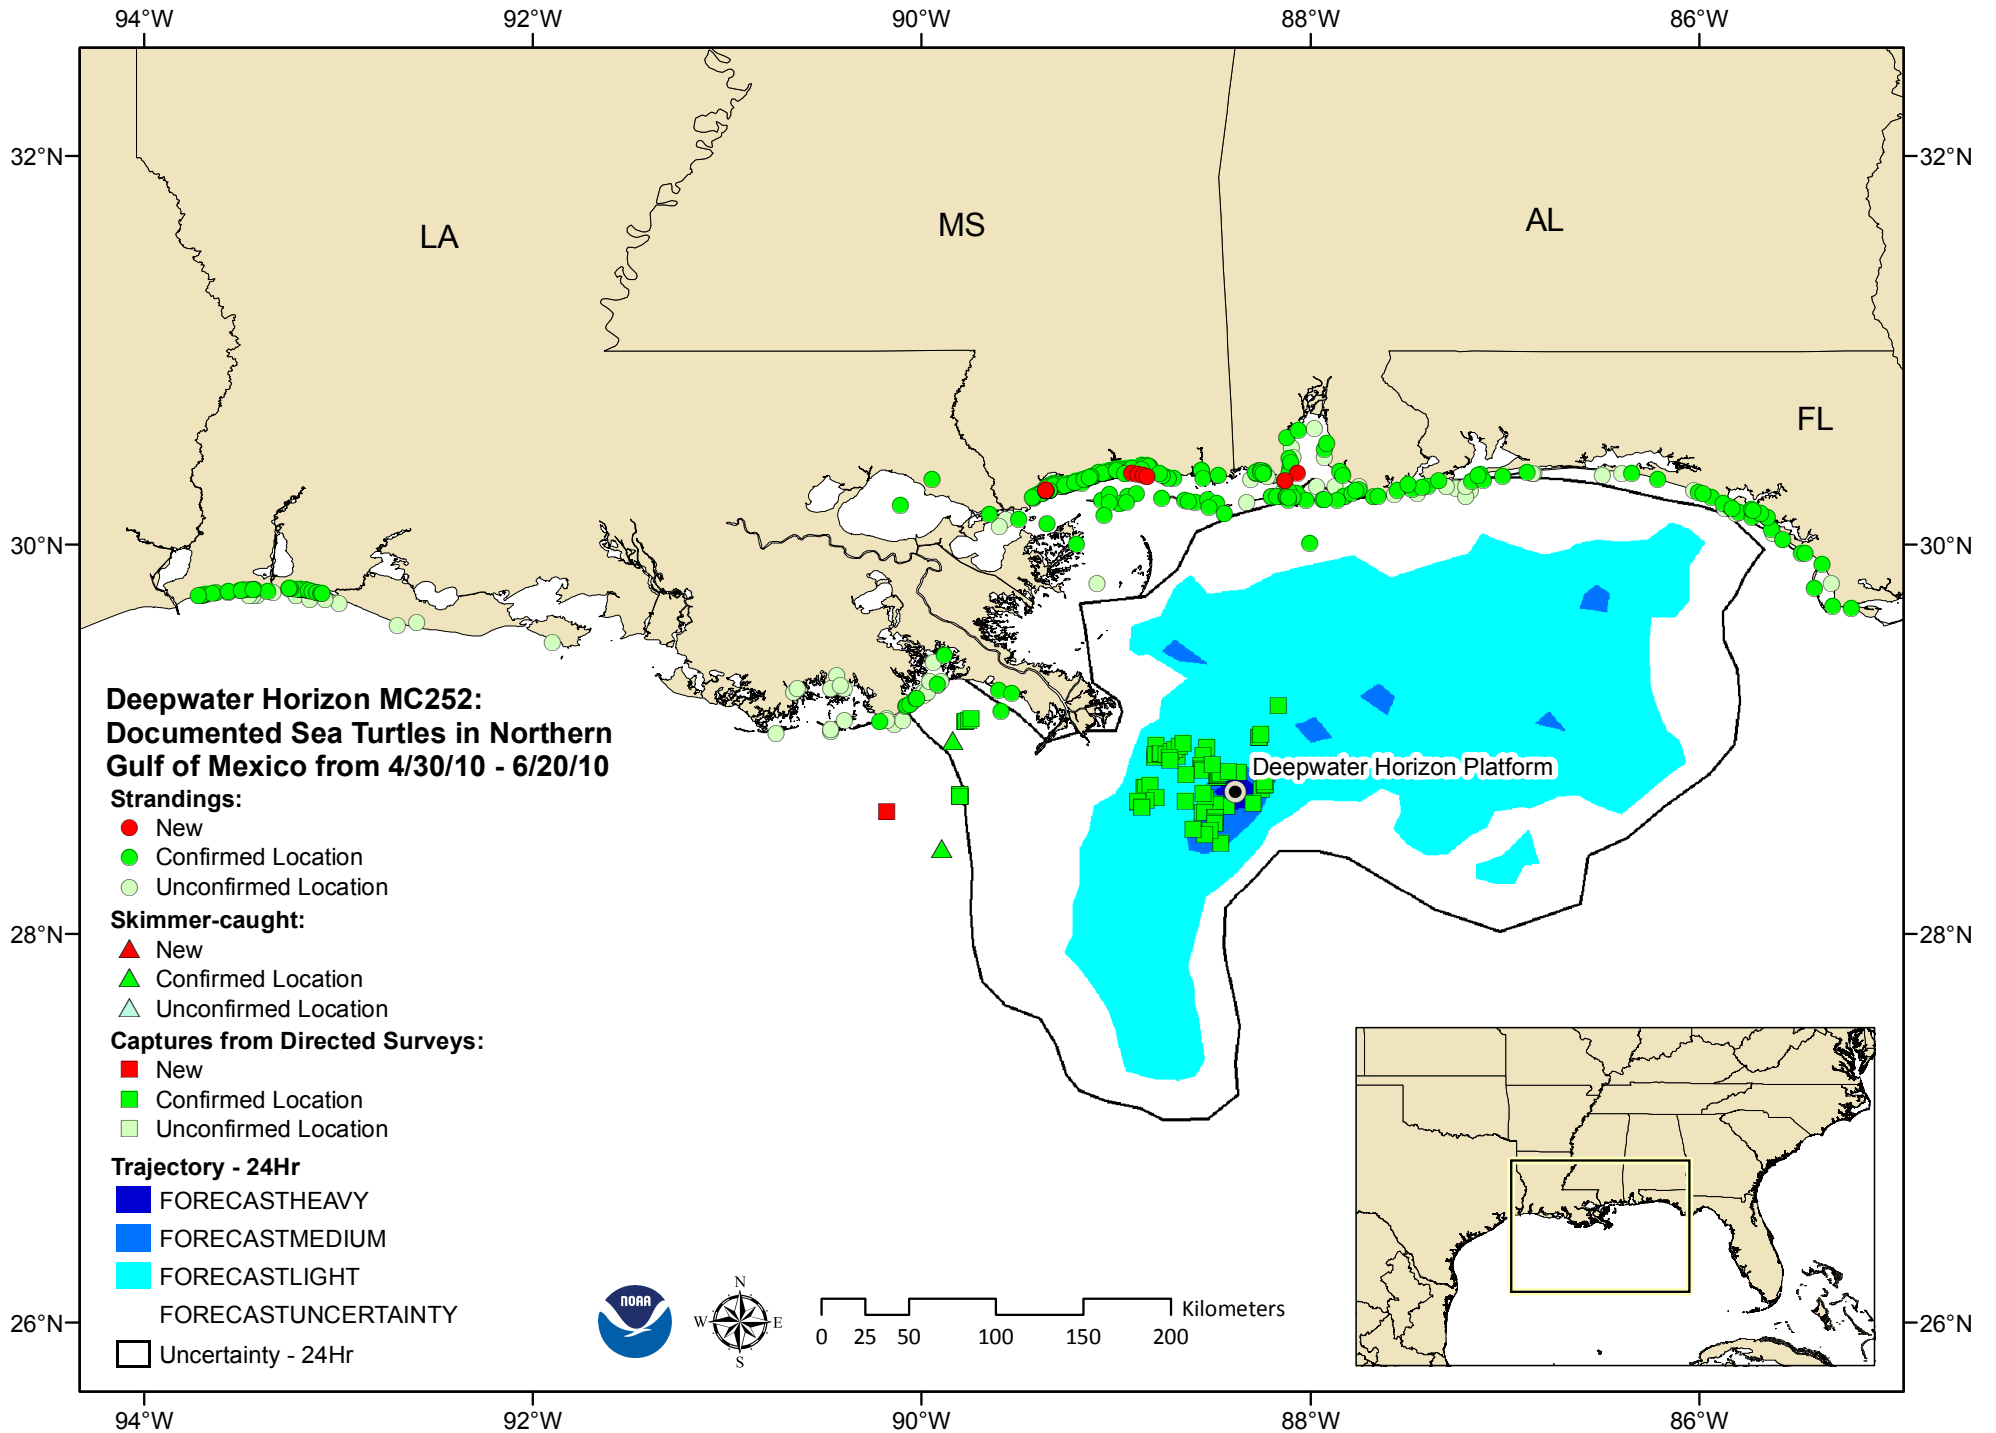 94°W 92°W 90°W 88°W 86°W
32°N 32°N
LA MS AL
FL
30°N 30°N
Deepwater Horizon MC252:
Documented Sea Turtles in Northern
Gulf of Mexico from 4/30/10 - 6/20/10
Deepwater Horizon Platform
Strandings:
New
Confirmed Location
Unconfirmed Location
Skimmer-caught:
28°N 28°N
New
Confirmed Location
Unconfirmed Location
Captures from Directed Surveys:
New
Confirmed Location
Unconfirmed Location
Trajectory - 24Hr
FORECASTHEAVY
FORECASTMEDIUM
FORECASTLIGHT
FORECASTUNCERTAINTY
Uncertainty - 24Hr
NOAA
N
W E
S
Kilometers
0 25 50 100 150 200
26°N 26°N
94°W 92°W 90°W 88°W 86°W